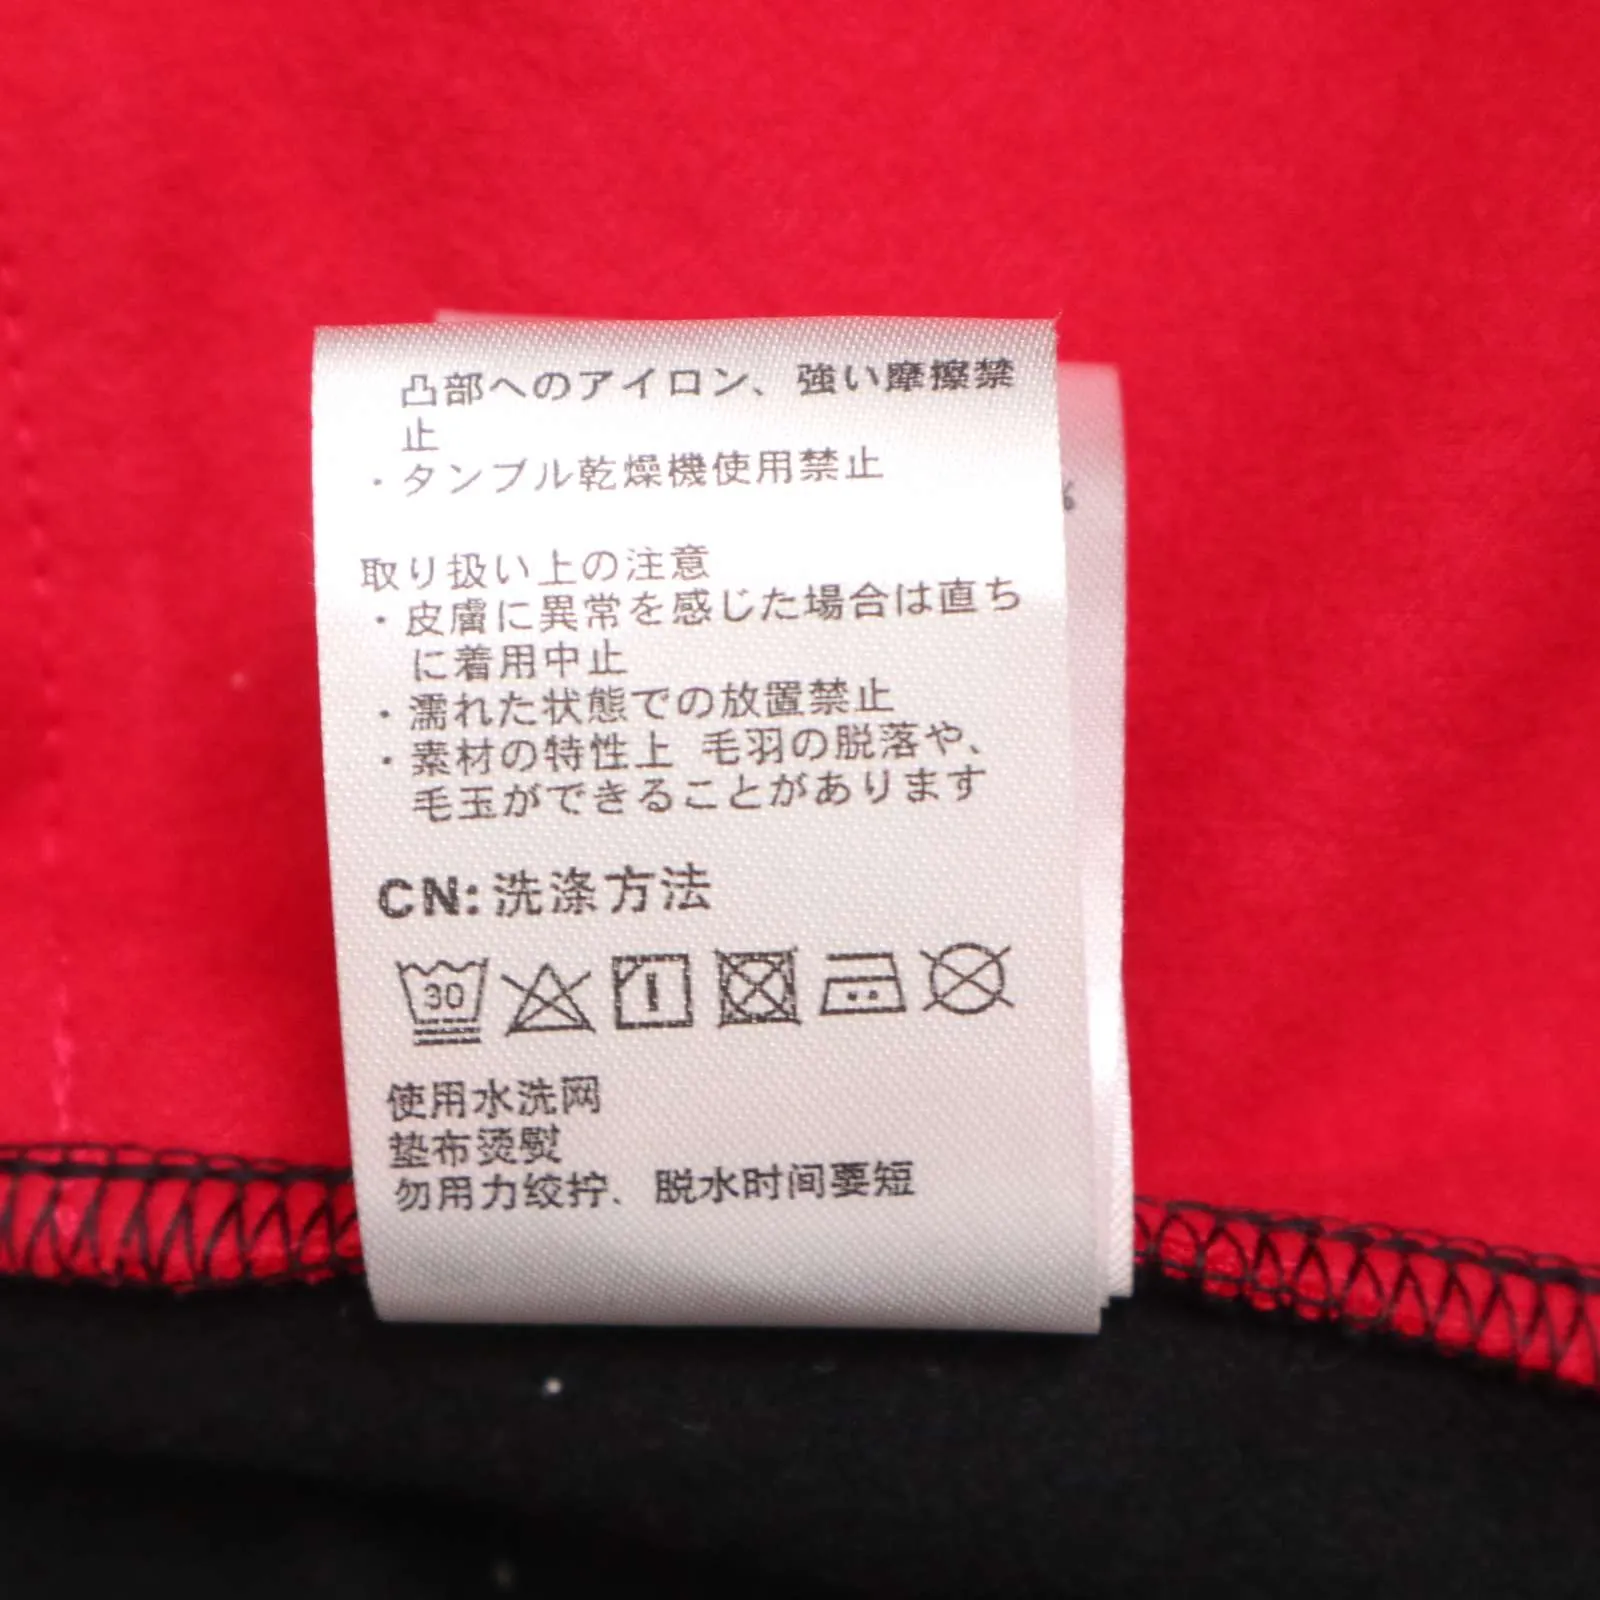 凸部へのアイロン、強い摩擦禁
止
・タンブル乾燥機使用禁止
取り扱い上の注意
・皮膚に異常を感じた場合は直ち
に着用中止
・濡れた状態での放置禁止
・素材の特性上 毛羽の脱落や、
毛玉ができることがあります
CN:洗涤方法
30
使用水洗网
垫布烫熨
勿用力绞拧、脱水时间要短
%